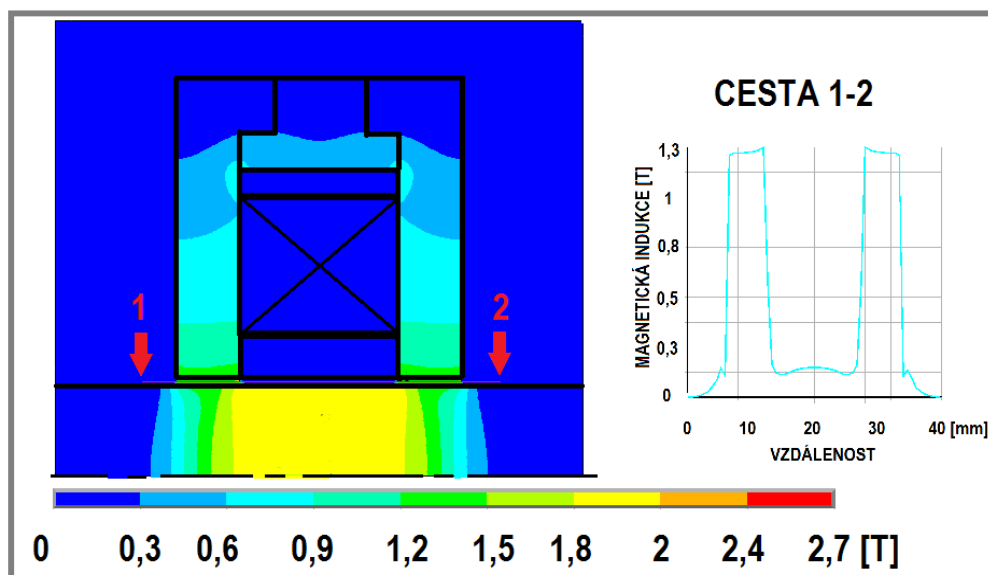 CESTA 1-2
1,3
1
0,8
0,5
0,3
0
MAGNETICKÁ INDUKCE [T]
0 10 20 30 40 [mm]
VZDÁLENOST
1 2
0 0,3 0,6 0,9 1,2 1,5 1,8 2 2,4 2,7 [T]